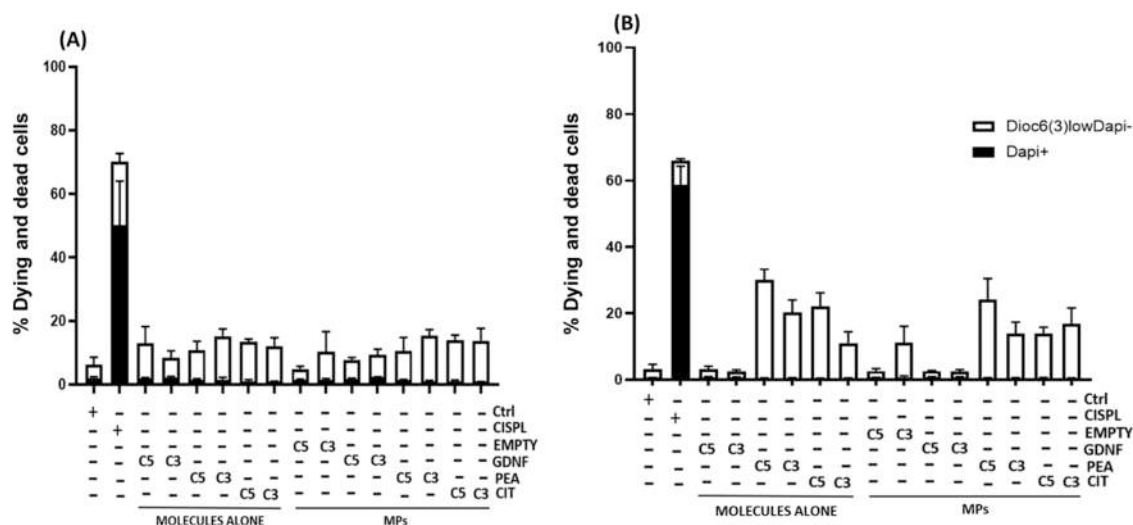 (A)
% Dying and dead cells
100
80
60
40
20
0
+ – – – – – – – – – – – – – – – Ctrl
– + – – – – – – – – – – – – – – CISPL
– – – – – – – – C5 C3 – – – – – – EMPTY
– – C5 C3 – – – – – – C5 C3 – – – – GDNF
– – – – C5 C3 – – – – – – C5 C3 – – PEA
– – – – – – C5 C3 – – – – – – C5 C3 CIT
MOLECULES ALONE MPs
(B)
% Dying and dead cells
100
80
60
40
20
0
Dioc6(3)lowDapi-
Dapi+
+ – – – – – – – – – – – – – – – Ctrl
– + – – – – – – – – – – – – – – CISPL
– – – – – – – – C5 C3 – – – – – – EMPTY
– – C5 C3 – – – – – – C5 C3 – – – – GDNF
– – – – C5 C3 – – – – – – C5 C3 – – PEA
– – – – – – C5 C3 – – – – – – C5 C3 CIT
MOLECULES ALONE MPs